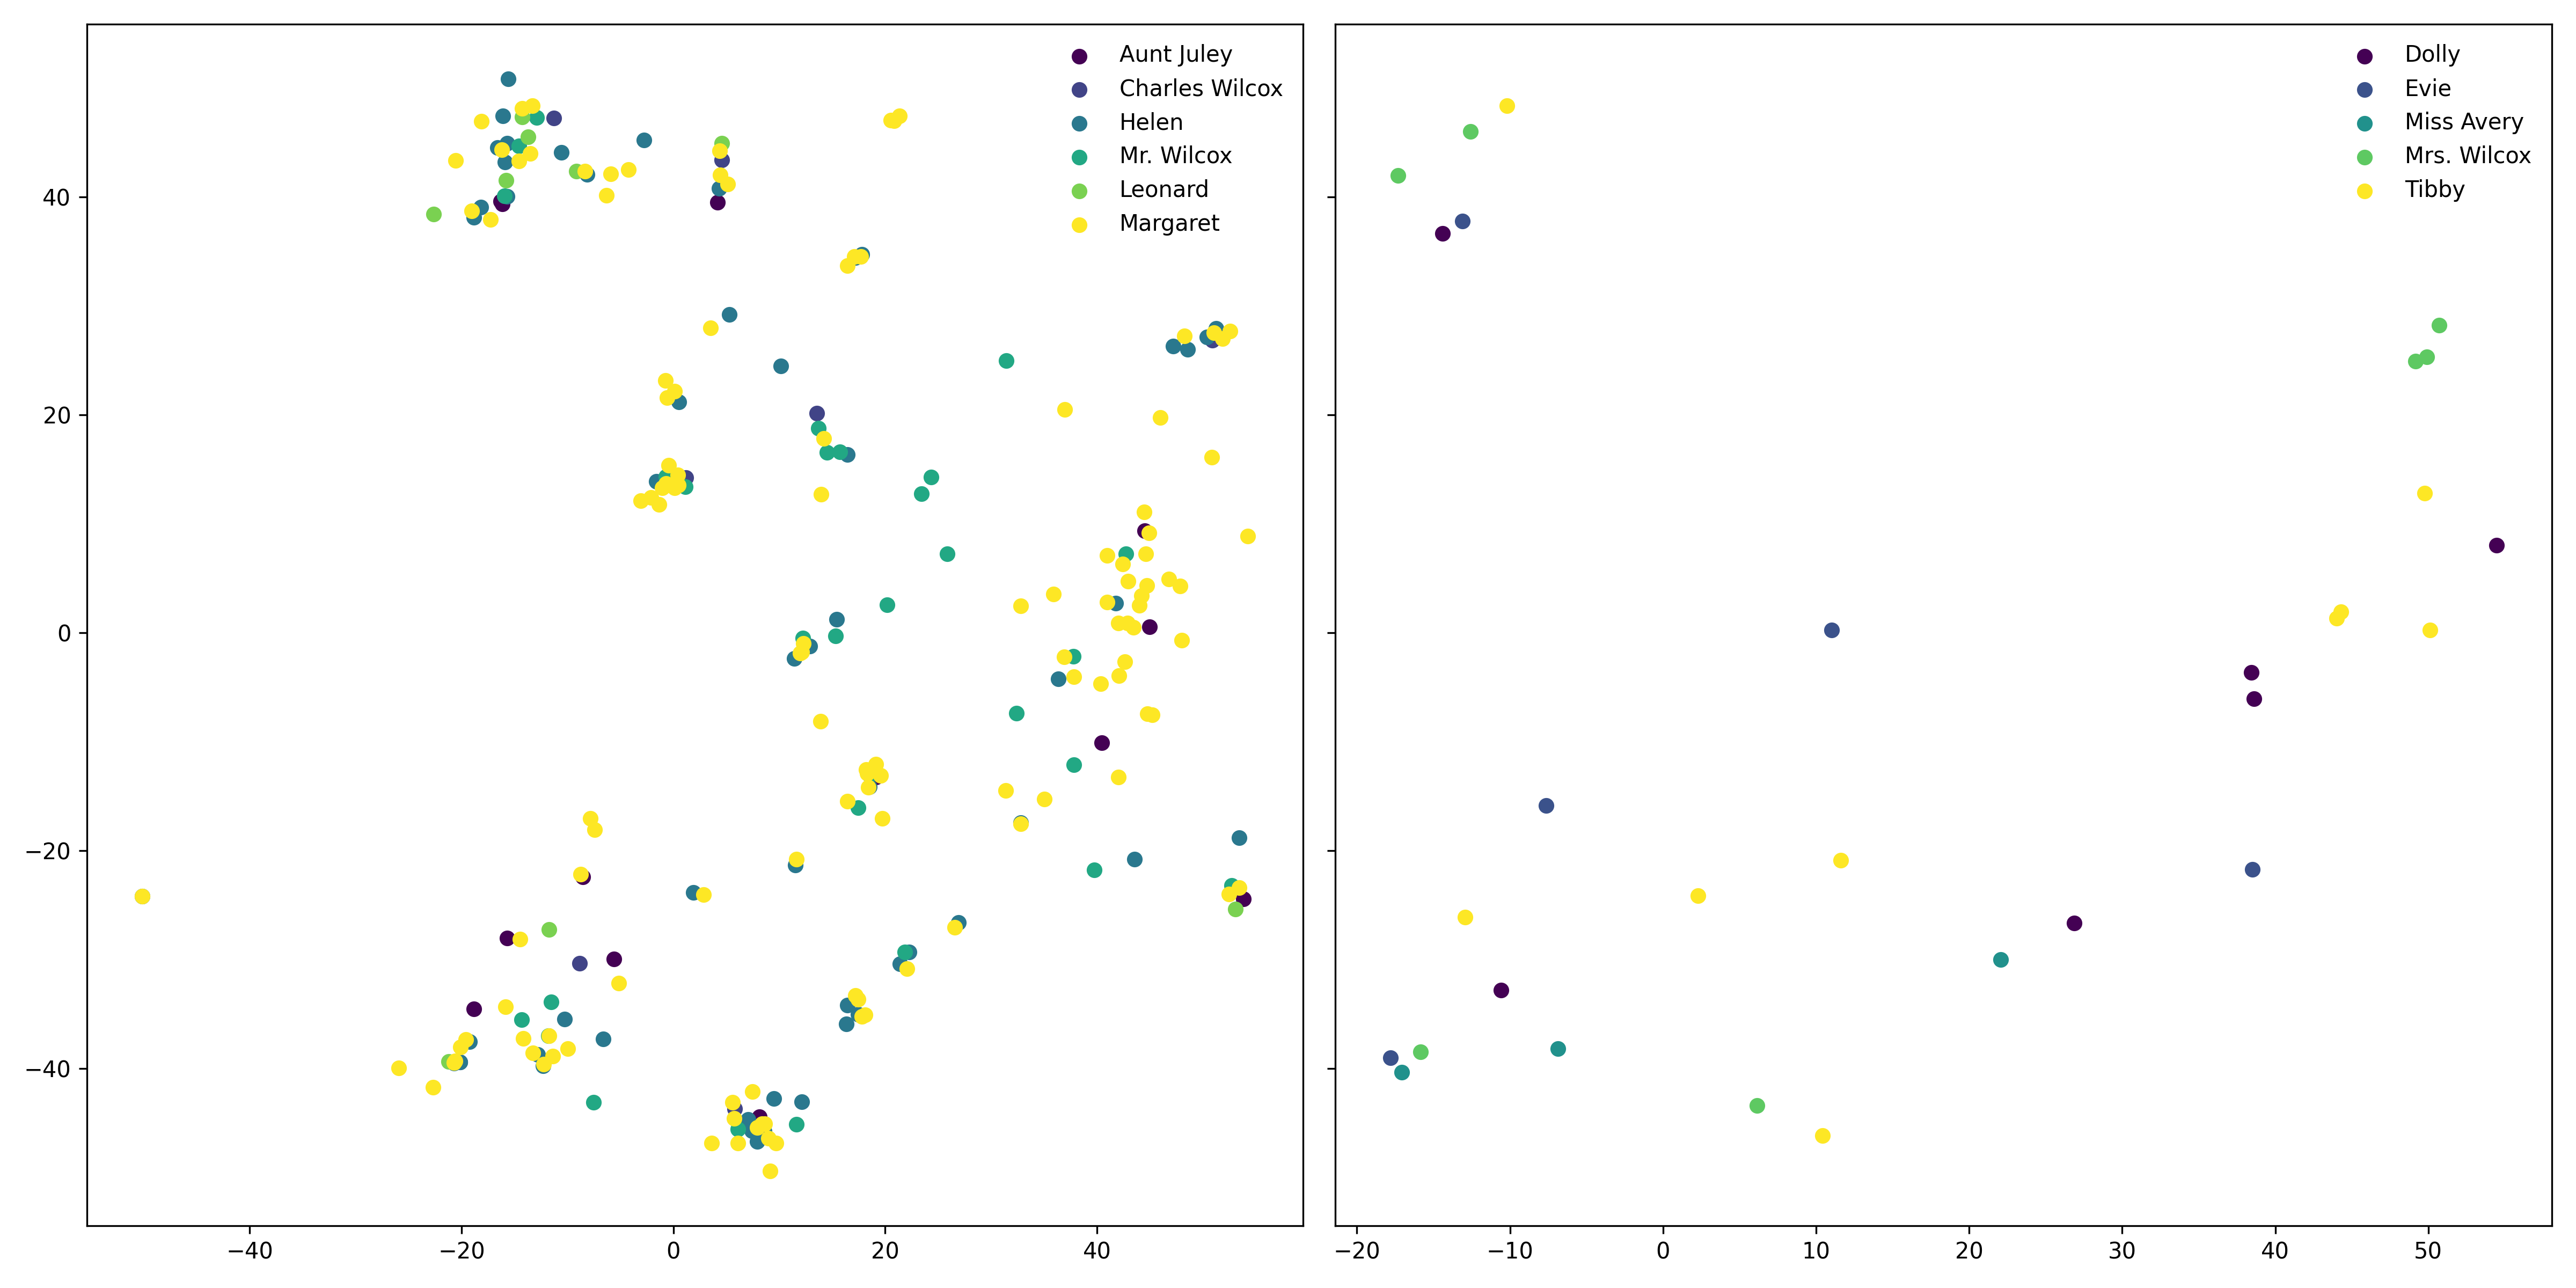 Aunt Juley
Charles Wilcox
Helen
Mr. Wilcox
Leonard
Margaret
40
20
0
−20
−40
−40
−20
0
20
40
Dolly
Evie
Miss Avery
Mrs. Wilcox
Tibby
−20
−10
0
10
20
30
40
50